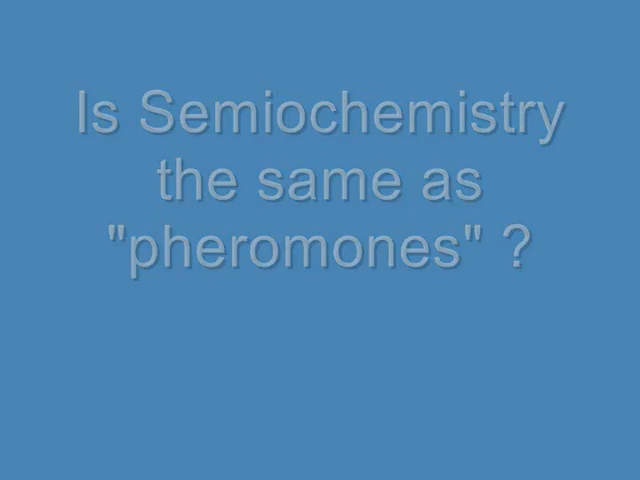 Is Semiochemistry
the same as
"pheromones" ?